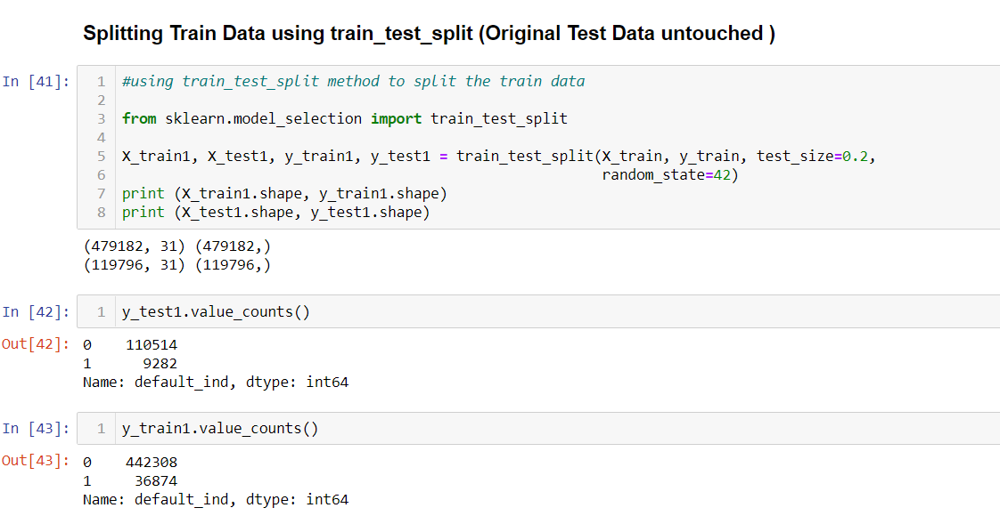 Splitting Train Data using train_test_split (Original Test Data untouched )
In [41]:
1 #using train_test_split method to split the train data
2
3 from sklearn.model_selection import train_test_split
4
5 X_train1, X_test1, y_train1, y_test1 = train_test_split(X_train, y_train, test_size=0.2,
6 random_state=42)
7 print (X_train1.shape, y_train1.shape)
8 print (X_test1.shape, y_test1.shape)
(479182, 31) (479182,)
(119796, 31) (119796,)
In [42]: 1 y_test1.value_counts()
Out[42]: 0 110514
1 9282
Name: default_ind, dtype: int64
In [43]: 1 y_train1.value_counts()
Out[43]: 0 442308
1 36874
Name: default_ind, dtype: int64